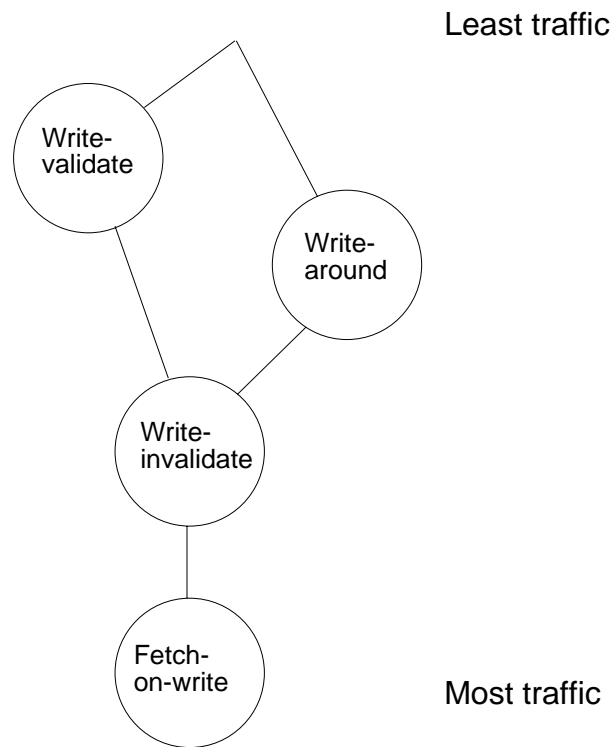 Least traffic
Write-
validate
Write-
around
Write-
invalidate
Fetch-
on-write
Most traffic